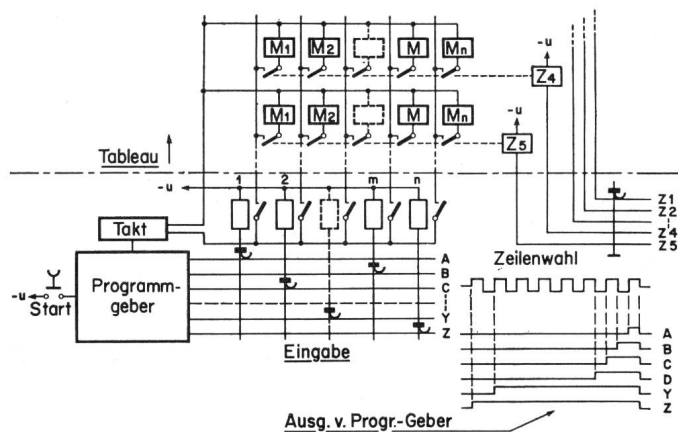 M1 M2 M Mn
-u
Z4
M1 M2 M Mn
-u
Z5
Tableau
-u 1 2 m n
Z1
Z2
Z4
Z5
Takt
Zeilenwahl
A
B
C
Y
Z
Programm-
geber
-u
Start
Eingabe
A
B
C
D
Y
Z
Ausg. v. Progr.-Geber